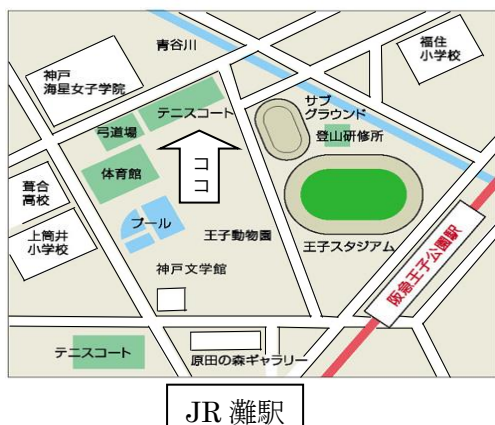 青谷川
福住
小学校
神戸
海星女子学院
テニスコート
サブ
グラウンド
弓道場
登山研修所
体育館
ココ
葺合
高校
プール
王子動物園
上筒井
小学校
王子スタジアム
阪急王子公園駅
神戸文学館
テニスコート
原田の森ギャラリー
JR 灘駅